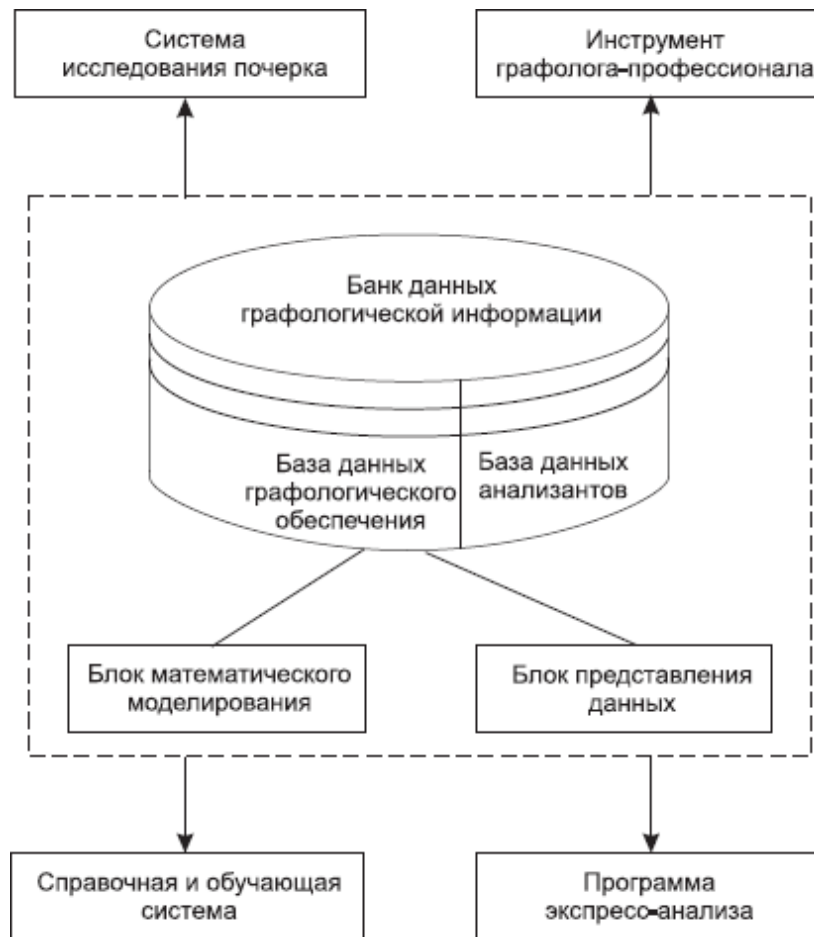 Система
исследования почерка
Инструмент
графолога-профессионала
Банк данных
графологической информации
База данных
графологического
обеспечения
База данных
анализантов
Блок математического
моделирования
Блок представления
данных
Справочная и обучающая
система
Программа
экспресо-анализа